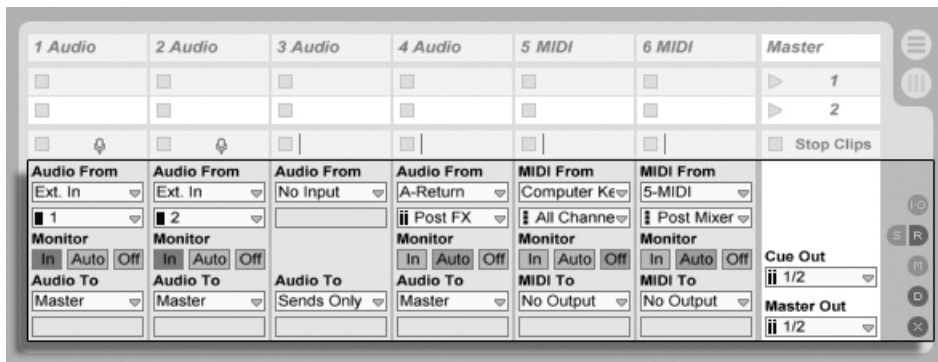 1 Audio 2 Audio 3 Audio 4 Audio 5 MIDI 6 MIDI Master
1
2
Stop Clips
Audio From Audio From Audio From Audio From MIDI From MIDI From
Ext. In Ext. In No Input A-Return Computer Ke 5-MIDI
1 2 Post FX All Channe Post Mixer
Monitor Monitor Monitor Monitor Monitor
In Auto Off In Auto Off In Auto Off In Auto Off In Auto Off
Audio To Audio To Audio To Audio To MIDI To MIDI To
Master Master Sends Only Master No Output No Output
Cue Out
1/2
Master Out
1/2
I-O
S R
M
D
X